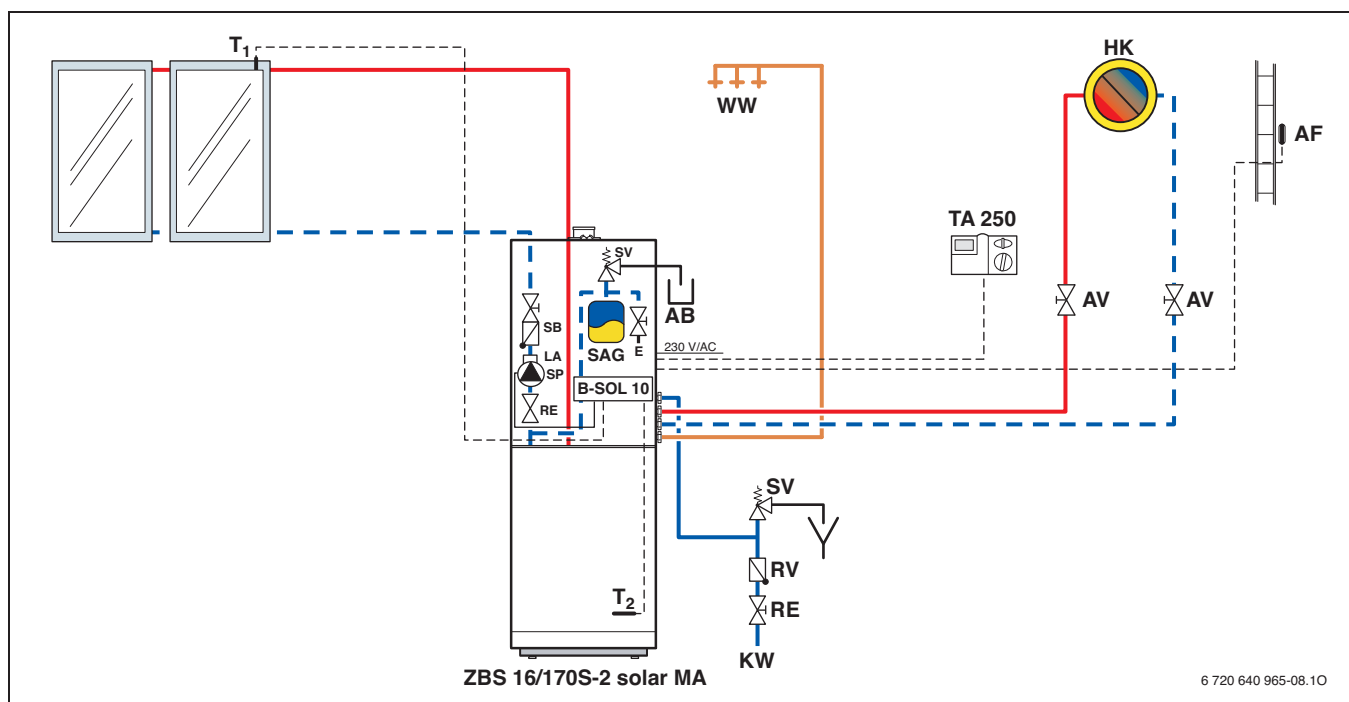 T1
HK
WW
AF
TA 250
SV
AV
AV
AB
SB
SAG
E
230 V/AC
LA
SP
B-SOL 10
RE
SV
RV
T2
RE
KW
ZBS 16/170S-2 solar MA
6 720 640 965-08.1O